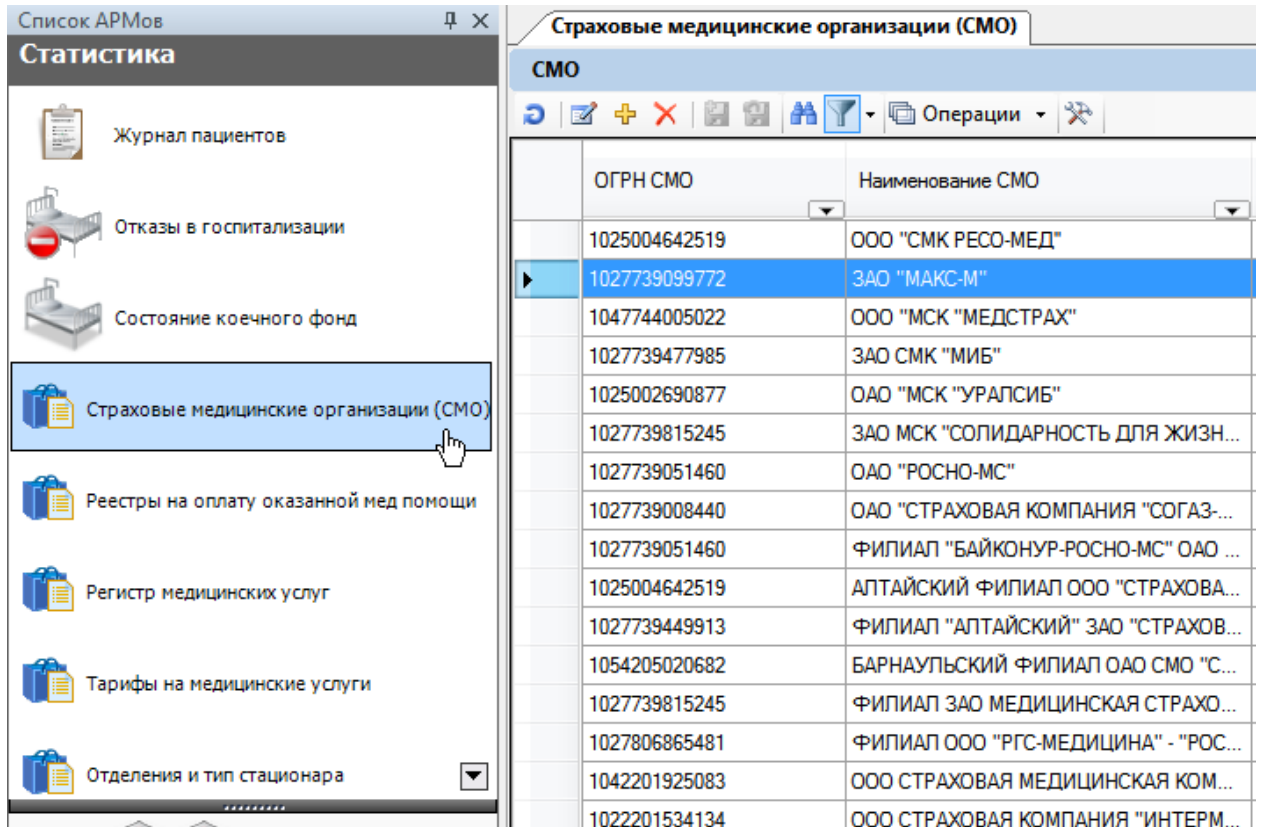 Список АРМов
Статистика
Журнал пациентов
Отказы в госпитализации
Состояние коечного фонд
Страховые медицинские организации (СМО)
Реестры на оплату оказанной мед помощи
Регистр медицинских услуг
Тарифы на медицинские услуги
Отделения и тип стационара
Страховые медицинские организации (СМО)
СМО
Операции
ОГРН СМО Наименование СМО
1025004642519 ООО "СМК РЕСО-МЕД"
1027739099772 ЗАО "МАКС-М"
1047744005022 ООО "МСК "МЕДСТРАХ"
1027739477985 ЗАО СМК "МИБ"
1025002690877 ОАО "МСК "УРАЛСИБ"
1027739815245 ЗАО МСК "СОЛИДАРНОСТЬ ДЛЯ ЖИЗН...
1027739051460 ОАО "РОСНО-МС"
1027739008440 ОАО "СТРАХОВАЯ КОМПАНИЯ "СОГАЗ-...
1027739051460 ФИЛИАЛ "БАЙКОНУР-РОСНО-МС" ОАО ...
1025004642519 АЛТАЙСКИЙ ФИЛИАЛ ООО "СТРАХОВА...
1027739449913 ФИЛИАЛ "АЛТАЙСКИЙ" ЗАО "СТРАХОВ...
1054205020682 БАРНАУЛЬСКИЙ ФИЛИАЛ ОАО СМО "С...
1027739815245 ФИЛИАЛ ЗАО МЕДИЦИНСКАЯ СТРАХО...
1027806865481 ФИЛИАЛ ООО "РГС-МЕДИЦИНА" - "РОС...
1042201925083 ООО СТРАХОВАЯ МЕДИЦИНСКАЯ КОМ...
1022201534134 ООО СТРАХОВАЯ КОМПАНИЯ "ИНТЕРМ...